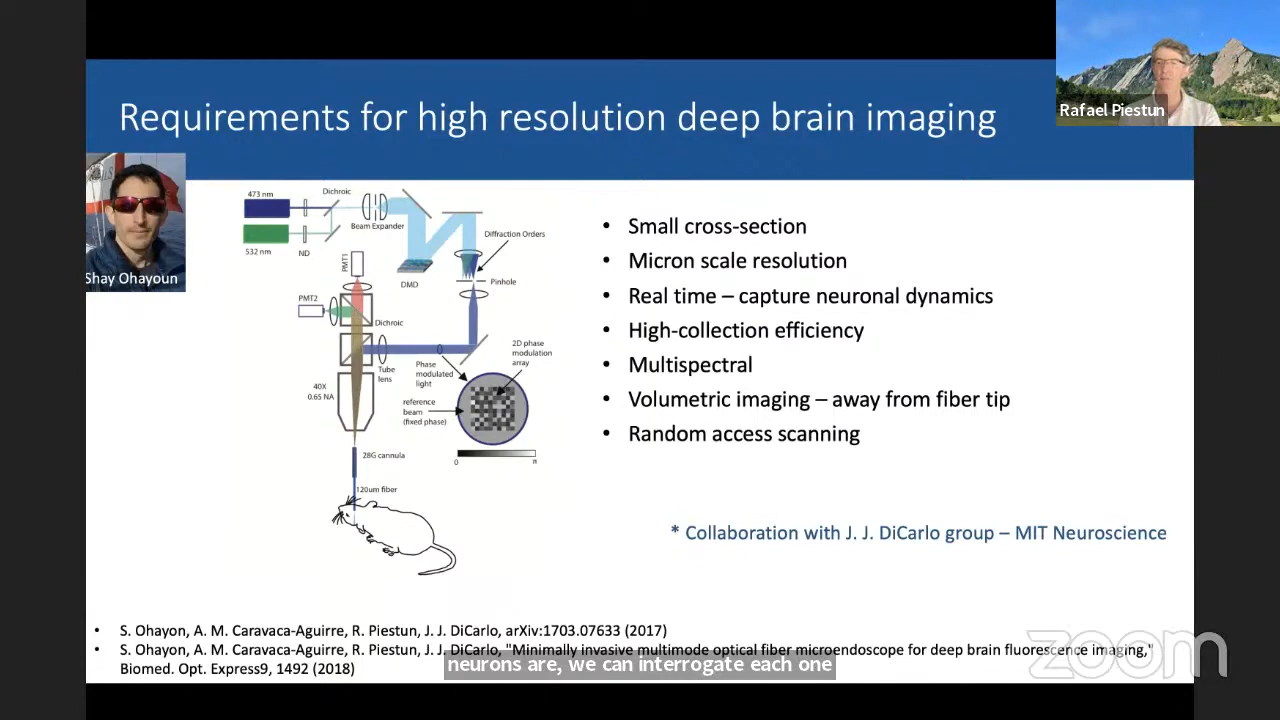 Requirements for high resolution deep brain imaging
Rafael Piestun
Shay Ohayoun
473 nm
Dichroic
Beam Expander
532 nm
ND
Diffraction Orders
DMD
Pinhole
PMT1
PMT2
Dichroic
Tube
lens
Phase
modulated
light
2D phase
modulation
array
40X
0.65 NA
reference
beam
(fixed phase)
0
π
28G cannula
120um fiber
• Small cross-section
• Micron scale resolution
• Real time – capture neuronal dynamics
• High-collection efficiency
• Multispectral
• Volumetric imaging – away from fiber tip
• Random access scanning
* Collaboration with J. J. DiCarlo group – MIT Neuroscience
• S. Ohayon, A. M. Caravaca-Aguirre, R. Piestun, J. J. DiCarlo, arXiv:1703.07633 (2017)
• S. Ohayon, A. M. Caravaca-Aguirre, R. Piestun, J. J. DiCarlo, "Minimally invasive multimode optical fiber microendoscope for deep brain fluorescence imaging,"
Biomed. Opt. Express9, 1492 (2018)
neurons are, we can interrogate each one
zoom